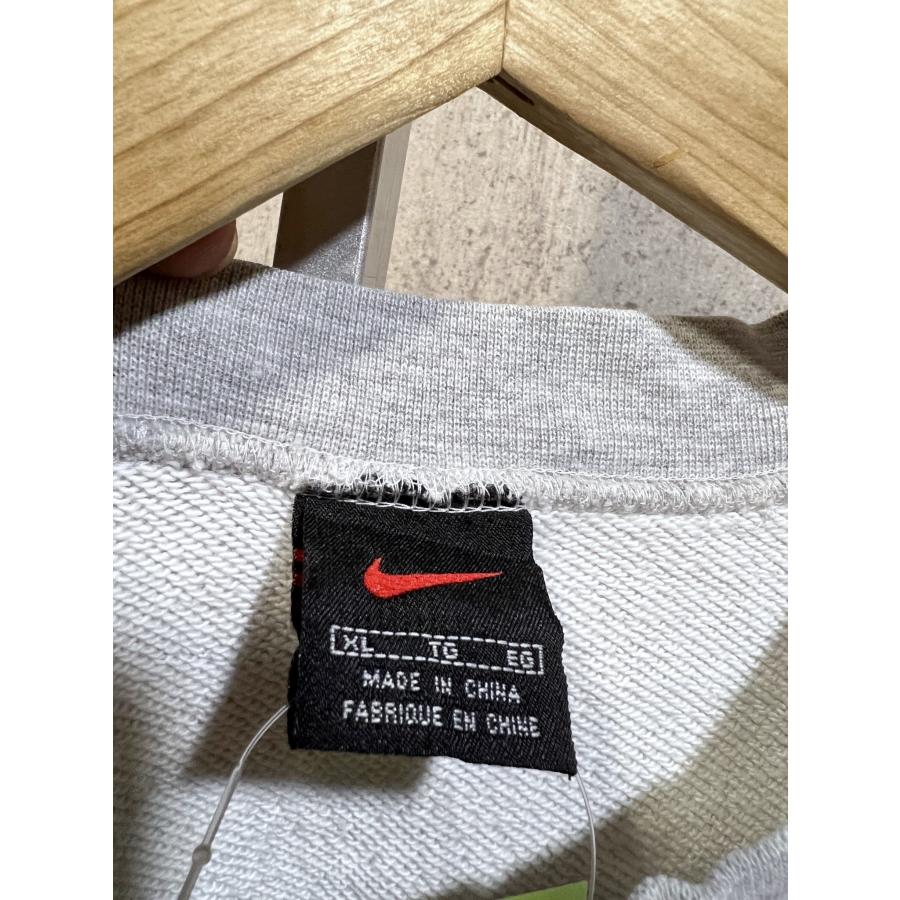 XL TG EG
MADE IN CHINA
FABRIQUE EN CHINE